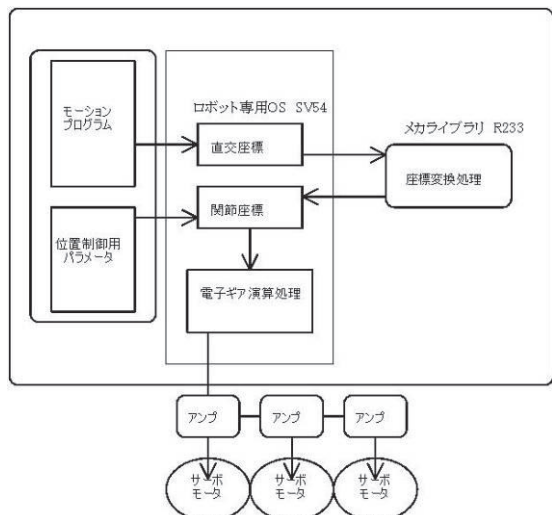 ロボット専用OS SV54
メカライブラリ R233
モーション
プログラム
直交座標
座標変換処理
関節座標
位置制御用
パラメータ
電子ギア演算処理
アンプ
アンプ
アンプ
サーボ
モータ
サーボ
モータ
サーボ
モータ